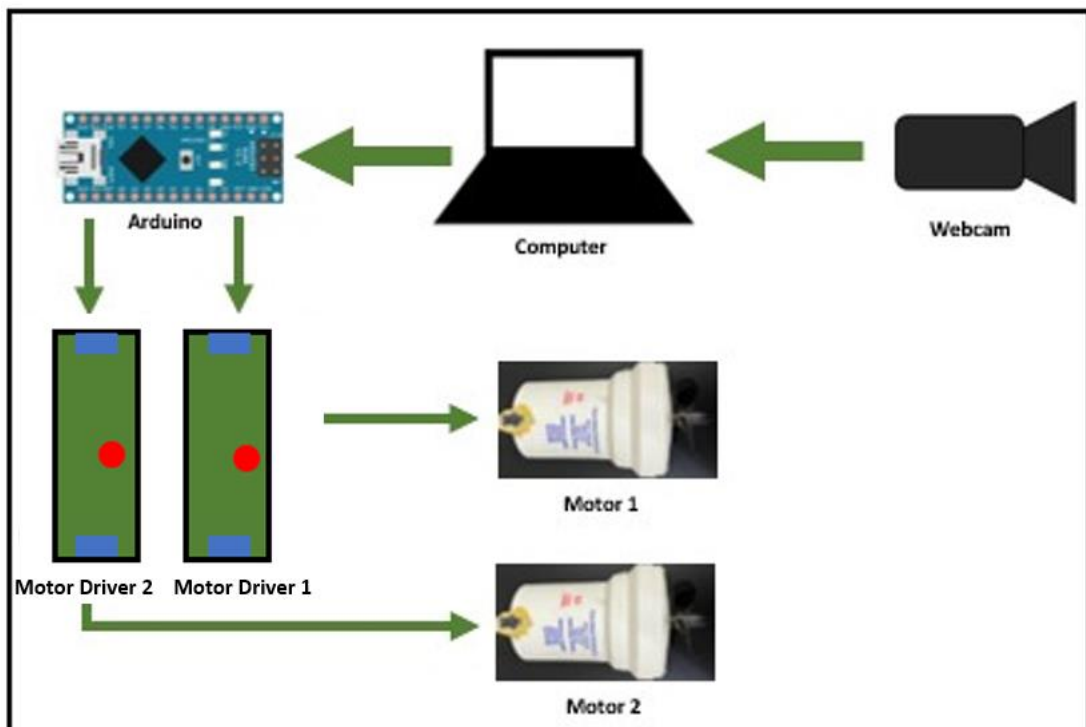 Arduino
Computer
Webcam
Motor 1
Motor Driver 2
Motor Driver 1
Motor 2